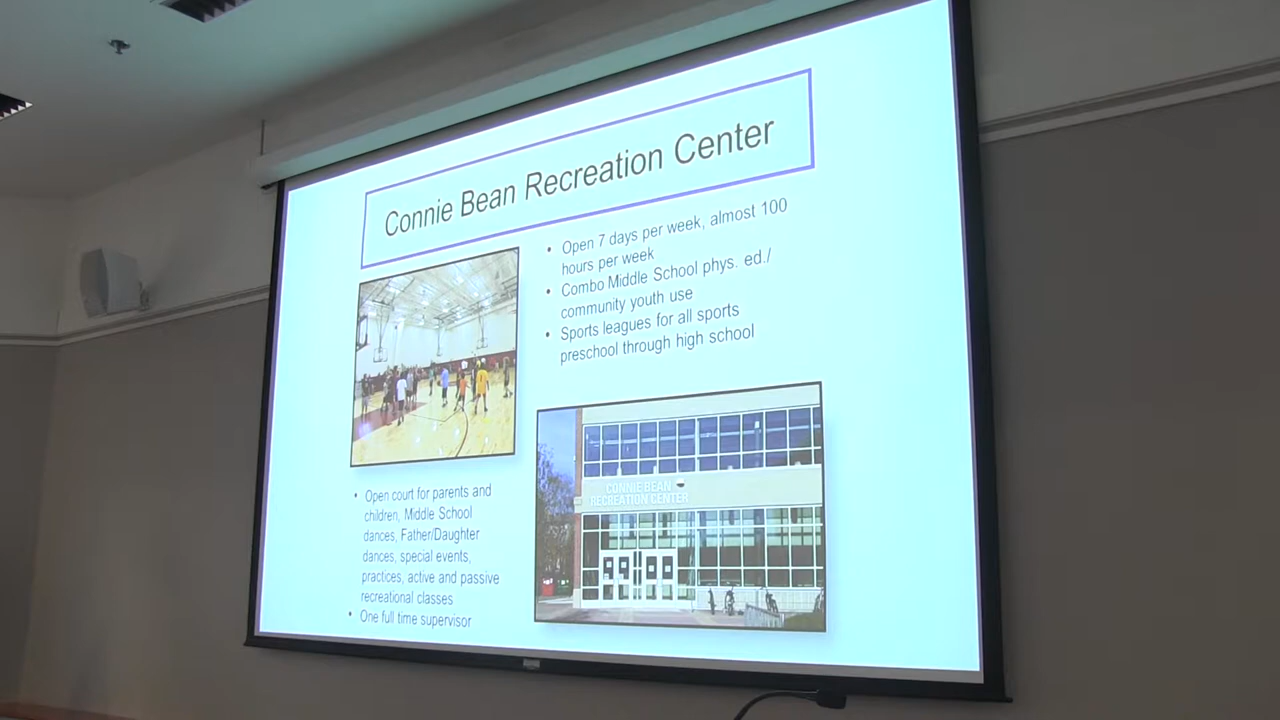 Connie Bean Recreation Center
• Open 7 days per week, almost 100
hours per week
• Combo Middle School phys. ed./
community youth use
• Sports leagues for all sports
preschool through high school
• Open court for parents and
children, Middle School
dances, Father/Daughter
dances, special events,
practices, active and passive
recreational classes
• One full time supervisor
CONNIE BEAN
RECREATION CENTER